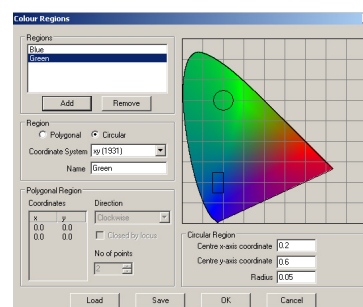 Colour Regions
Regions
Blue
Green
Add
Remove
Region
Polygonal
Circular
Coordinate System
xy (1931)
Name
Green
Polygonal Region
Coordinates
Direction
x y
0.0 0.0
0.0 0.0
Clockwise
Closed by locus
No of points
2
Circular Region
Centre x-axis coordinate 0.2
Centre y-axis coordinate 0.6
Radius 0.05
Load
Save
OK
Cancel